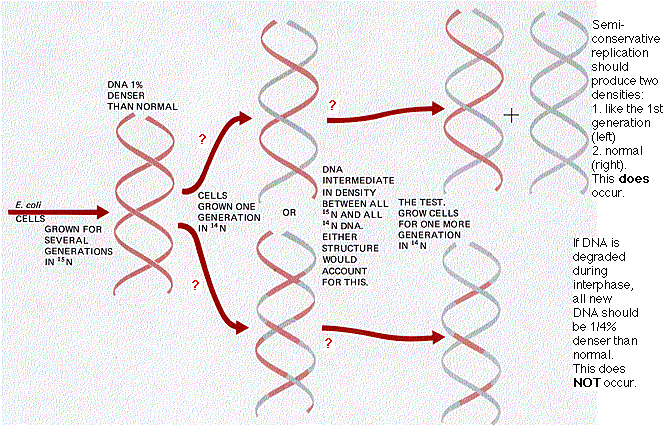 DNA 1%
DENSER
THAN NORMAL
E. coli
CELLS
GROWN FOR
SEVERAL
GENERATIONS
IN ¹⁵N
?
?
CELLS
GROWN ONE
GENERATION
IN ¹⁴N
OR
?
?
DNA
INTERMEDIATE
IN DENSITY
BETWEEN ALL
¹⁵N AND ALL
¹⁴N DNA.
EITHER
STRUCTURE
WOULD
ACCOUNT
FOR THIS.
THE TEST.
GROW CELLS
FOR ONE MORE
GENERATION
IN ¹⁴N
+
Semi-
conservative
replication
should
produce two
densities:
1. like the 1st
generation
(left)
2. normal
(right).
This does
occur.
If DNA is
degraded
during
interphase,
all new
DNA should
be 1/4%
denser than
normal.
This does
NOT occur.